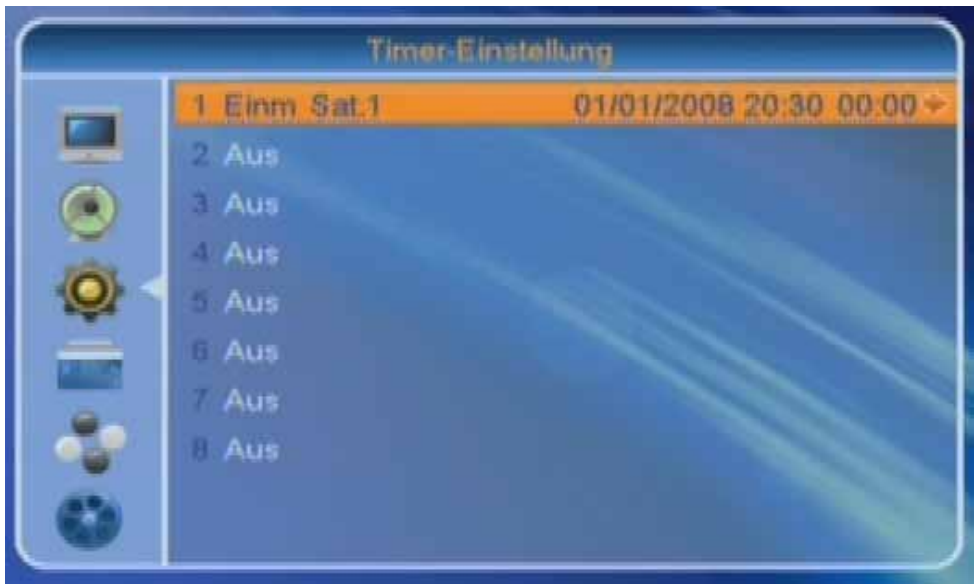 Timer-Einstellung
1 Einm Sat.1 01/01/2008 20:30 00:00
2 Aus
3 Aus
4 Aus
5 Aus
6 Aus
7 Aus
8 Aus